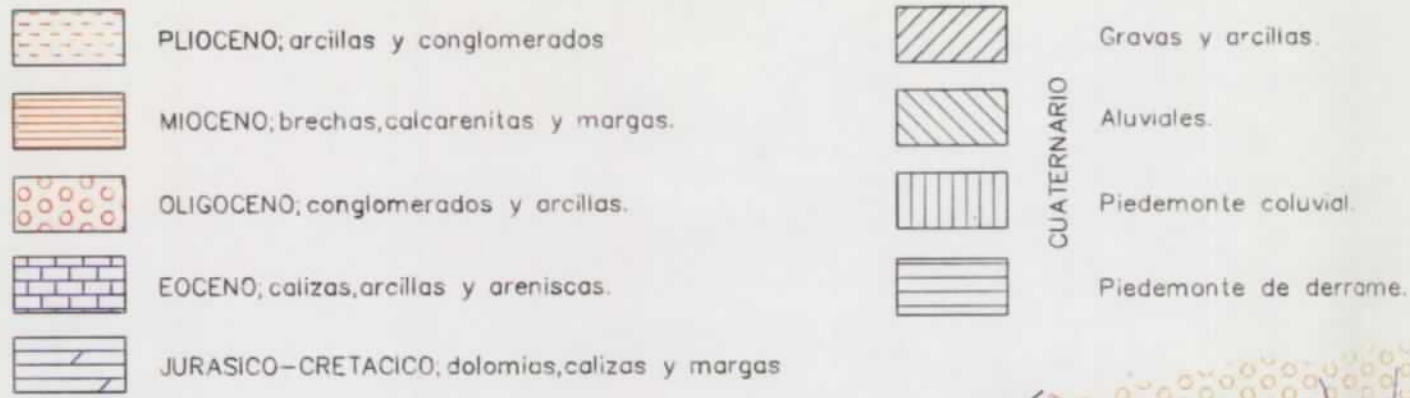 PLIOCENO; arcillas y conglomerados
MIOCENO; brechas, calcarenitas y margas.
OLIGOCENO; conglomerados y arcillas.
EOCENO; calizas, arcillas y areniscas.
JURASICO-CRETACICO; dolomias, calizas y margas
CUATERNARIO
Gravas y arcillas.
Aluviales.
Piedemonte coluvial.
Piedemonte de derrame.